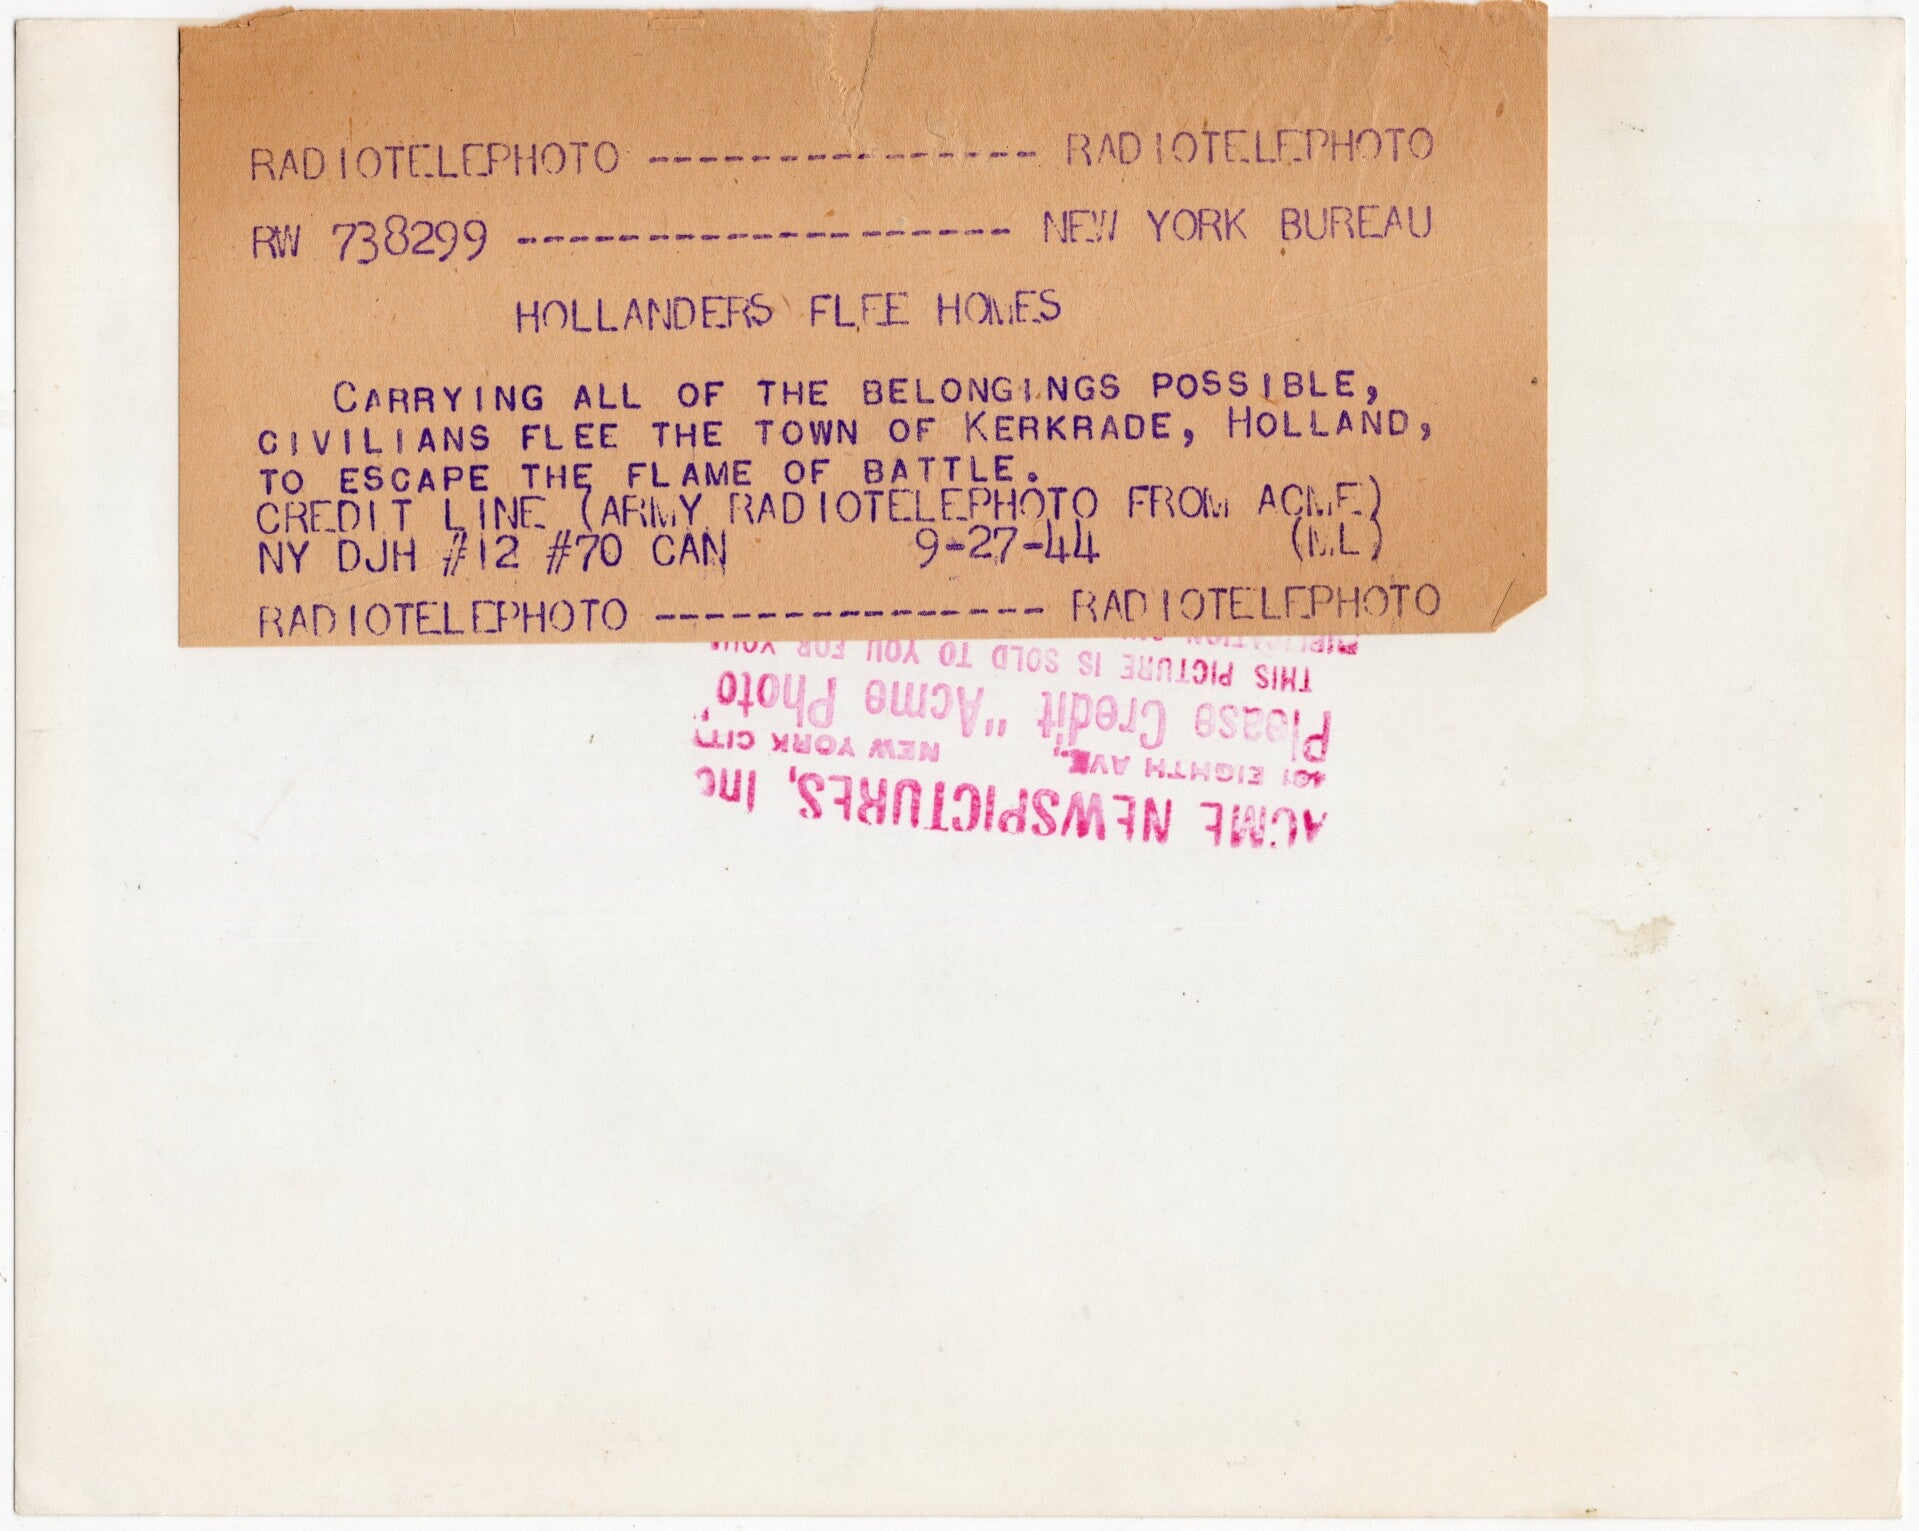 RADIOTELEPHOTO --------------- RADIOTELEPHOTO
RW 738299 ------------------- NEW YORK BUREAU
HOLLANDERS FLEE HOMES
CARRYING ALL OF THE BELONGINGS POSSIBLE,
CIVILIANS FLEE THE TOWN OF KERKRADE, HOLLAND,
TO ESCAPE THE FLAME OF BATTLE.
CREDIT LINE (ARMY RADIOTELEPHOTO FROM ACME)
NY DJH #12 #70 CAN 9-27-44 (ML)
RADIOTELEPHOTO --------------- RADIOTELEPHOTO
ACME NEWSPICTURES, Inc
461 EIGHTH AVE., NEW YORK CITY
Please Credit "Acme Photo"
THIS PICTURE IS SOLD TO YOU FOR YOUR
PUBLICATION